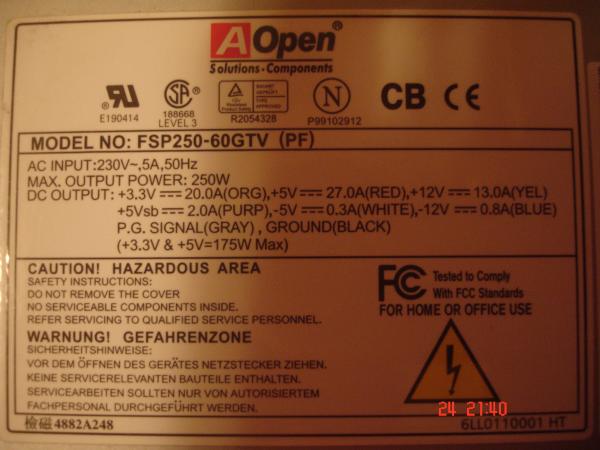 AOpen®
Solutions·Components
E190414
188668
LEVEL 3
R2054328
N
P99102912
CB CE
MODEL NO: FSP250-60GTV (PF)
AC INPUT:230V~,5A,50Hz
MAX. OUTPUT POWER: 250W
DC OUTPUT: +3.3V ⎓ 20.0A(ORG),+5V ⎓ 27.0A(RED),+12V ⎓ 13.0A(YEL)
+5Vsb ⎓ 2.0A(PURP),-5V ⎓ 0.3A(WHITE),-12V ⎓ 0.8A(BLUE)
P.G. SIGNAL(GRAY) , GROUND(BLACK)
(+3.3V & +5V=175W Max)
CAUTION! HAZARDOUS AREA
SAFETY INSTRUCTIONS:
DO NOT REMOVE THE COVER
NO SERVICEABLE COMPONENTS INSIDE.
REFER SERVICING TO QUALIFIED SERVICE PERSONNEL.
FC Tested to Comply
With FCC Standards
FOR HOME OR OFFICE USE
WARNUNG! GEFAHRENZONE
SICHERHEITSHINWEISE:
VOR DEM ÖFFNEN DES GERÄTES NETZSTECKER ZIEHEN.
KEINE SERVICERELEVANTEN BAUTEILE ENTHALTEN.
SERVICEARBEITEN SOLLTEN NUR VON AUTORISIERTEM
FACHPERSONAL DURCHGEFÜHRT WERDEN.
檢磁 4882A248
24 21:40
6LL0110001 HT